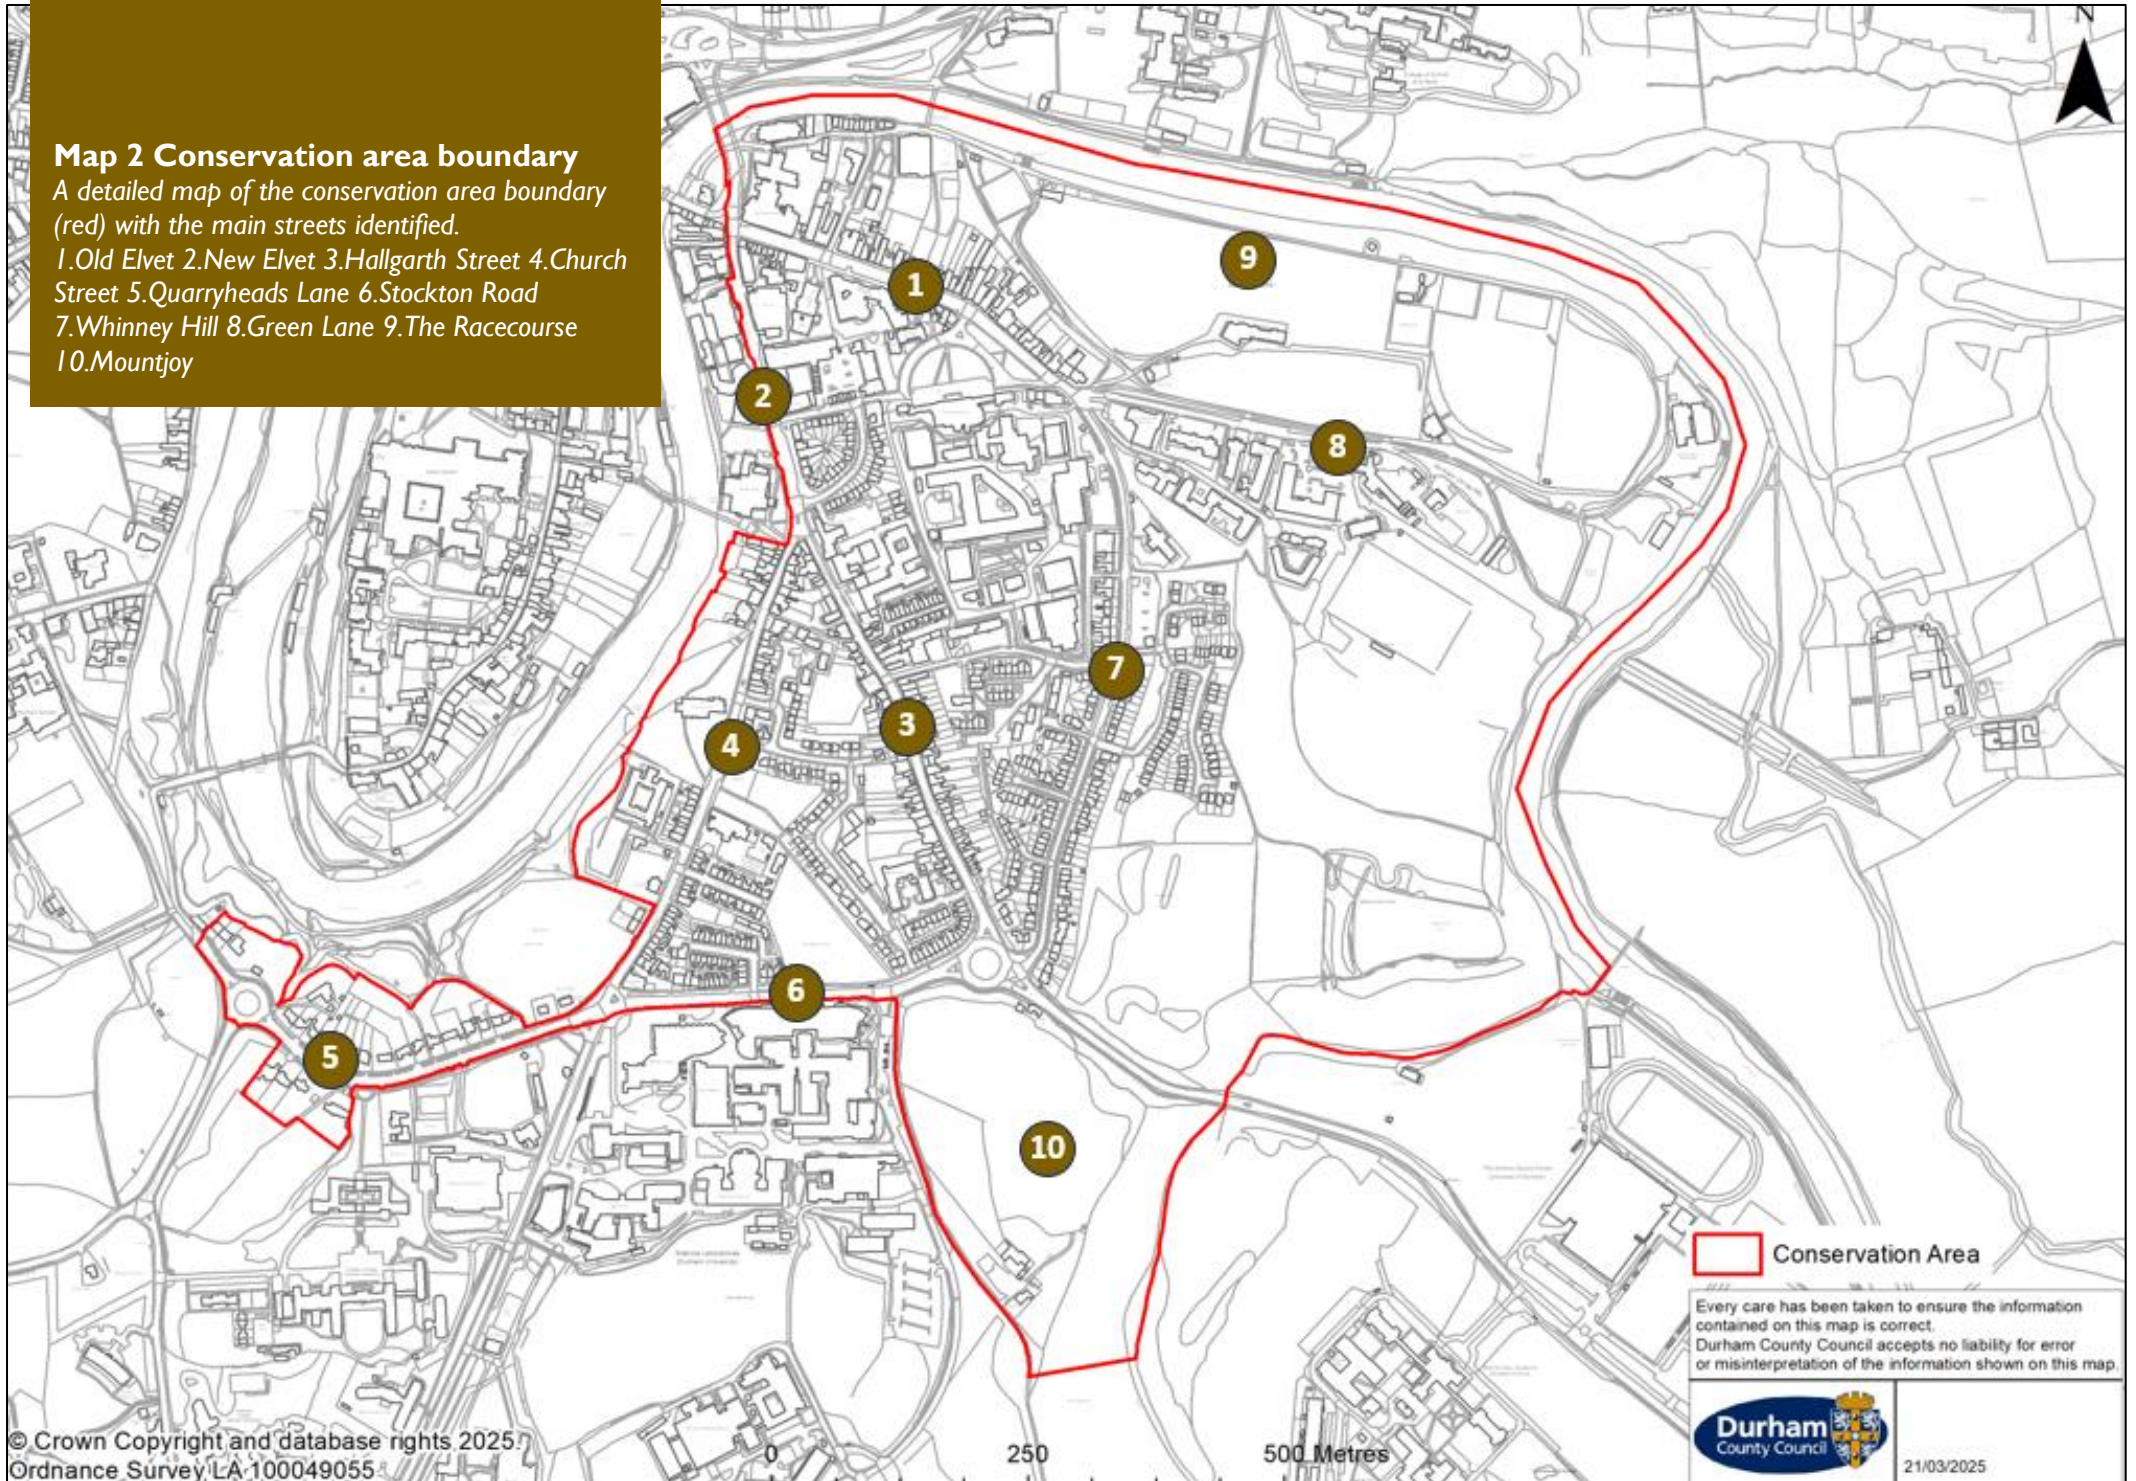 Map 2 Conservation area boundary
A detailed map of the conservation area boundary
(red) with the main streets identified.
1.Old Elvet 2.New Elvet 3.Hallgarth Street 4.Church
Street 5.Quarryheads Lane 6.Stockton Road
7.Whinney Hill 8.Green Lane 9.The Racecourse
10.Mountjoy
N
1
9
2
8
7
3
4
6
5
10
Conservation Area
Every care has been taken to ensure the information
contained on this map is correct.
Durham County Council accepts no liability for error
or misinterpretation of the information shown on this map.
Durham
County Council
21/03/2025
0 250 500 Metres
© Crown Copyright and database rights 2025.
Ordnance Survey LA 100049055